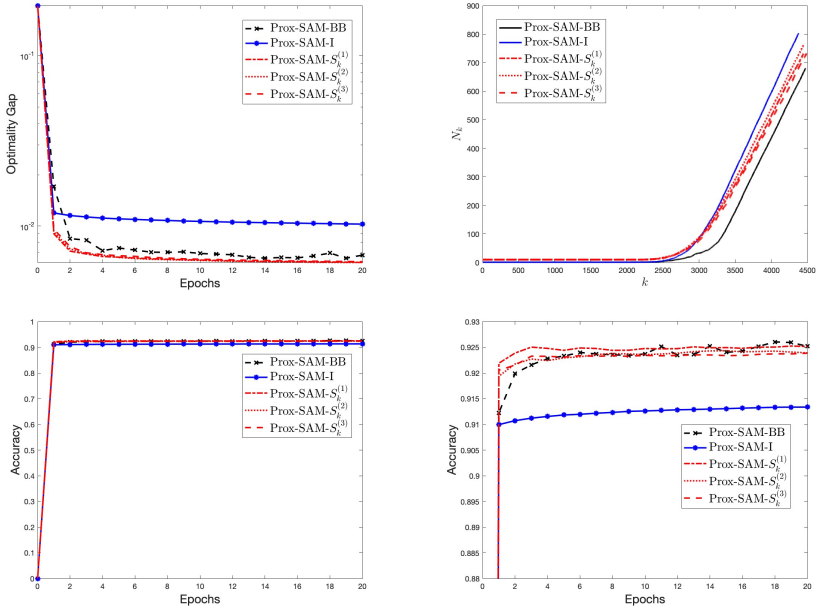 10^{-1}
10^{-2}
Optimality Gap
0 2 4 6 8 10 12 14 16 18 20
Epochs
Prox-SAM-BB
Prox-SAM-I
Prox-SAM-S_k^{(1)}
Prox-SAM-S_k^{(2)}
Prox-SAM-S_k^{(3)}
900
800
700
600
500
400
300
200
100
0
N_k
0 500 1000 1500 2000 2500 3000 3500 4000 4500
k
Prox-SAM-BB
Prox-SAM-I
Prox-SAM-S_k^{(1)}
Prox-SAM-S_k^{(2)}
Prox-SAM-S_k^{(3)}
1
0.9
0.8
0.7
0.6
0.5
0.4
0.3
0.2
0.1
0
Accuracy
0 2 4 6 8 10 12 14 16 18 20
Epochs
Prox-SAM-BB
Prox-SAM-I
Prox-SAM-S_k^{(1)}
Prox-SAM-S_k^{(2)}
Prox-SAM-S_k^{(3)}
0.93
0.925
0.92
0.915
0.91
0.905
0.9
0.895
0.89
0.885
0.88
Accuracy
0 2 4 6 8 10 12 14 16 18 20
Epochs
Prox-SAM-BB
Prox-SAM-I
Prox-SAM-S_k^{(1)}
Prox-SAM-S_k^{(2)}
Prox-SAM-S_k^{(3)}